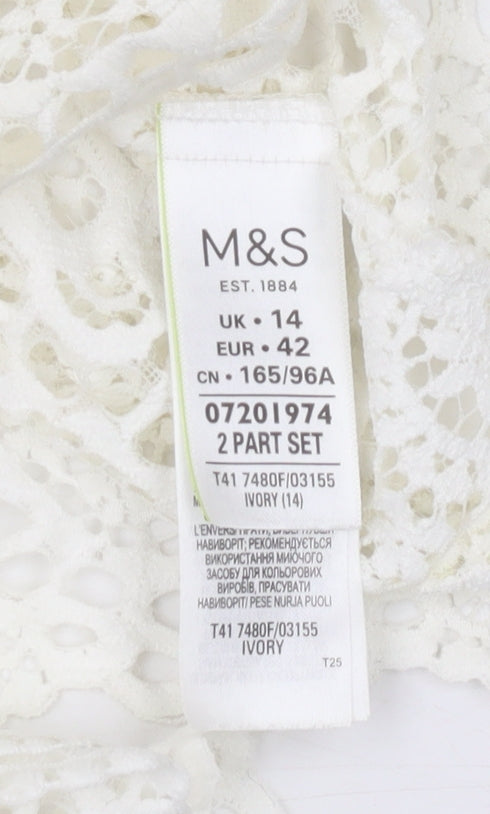 M&S
EST. 1884
UK • 14
EUR • 42
CN • 165/96A
07201974
2 PART SET
T41 7480F/03155
IVORY (14)
L'ENVERS/
НАВИВОРІТ; РЕКОМЕНДУЄТЬСЯ
ВИКОРИСТАННЯ МИЮЧОГО
ЗАСОБУ ДЛЯ КОЛЬОРОВИХ
ВИРОБІВ, ПРАСУВАТИ
НАВИВОРІТ/ PESE NURJA PUOLI
T41 7480F/03155
IVORY
T25